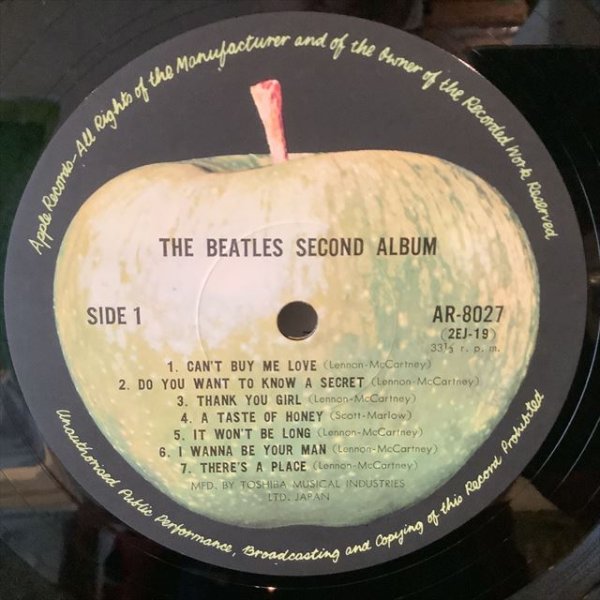 Apple Records-All Rights of the Manufacturer and of the Owner of the Recorded Work Reserved
THE BEATLES SECOND ALBUM
SIDE 1
AR-8027
(2EJ-19)
33⅓ r. p. m.
1. CAN'T BUY ME LOVE (Lennon-McCartney)
2. DO YOU WANT TO KNOW A SECRET (Lennon-McCartney)
3. THANK YOU GIRL (Lennon-McCartney)
4. A TASTE OF HONEY (Scott-Marlow)
5. IT WON'T BE LONG (Lennon-McCartney)
6. I WANNA BE YOUR MAN (Lennon-McCartney)
7. THERE'S A PLACE (Lennon-McCartney)
MFD. BY TOSHIBA MUSICAL INDUSTRIES
LTD. JAPAN
Unauthorised Public Performance, Broadcasting and Copying of this Record Prohibited